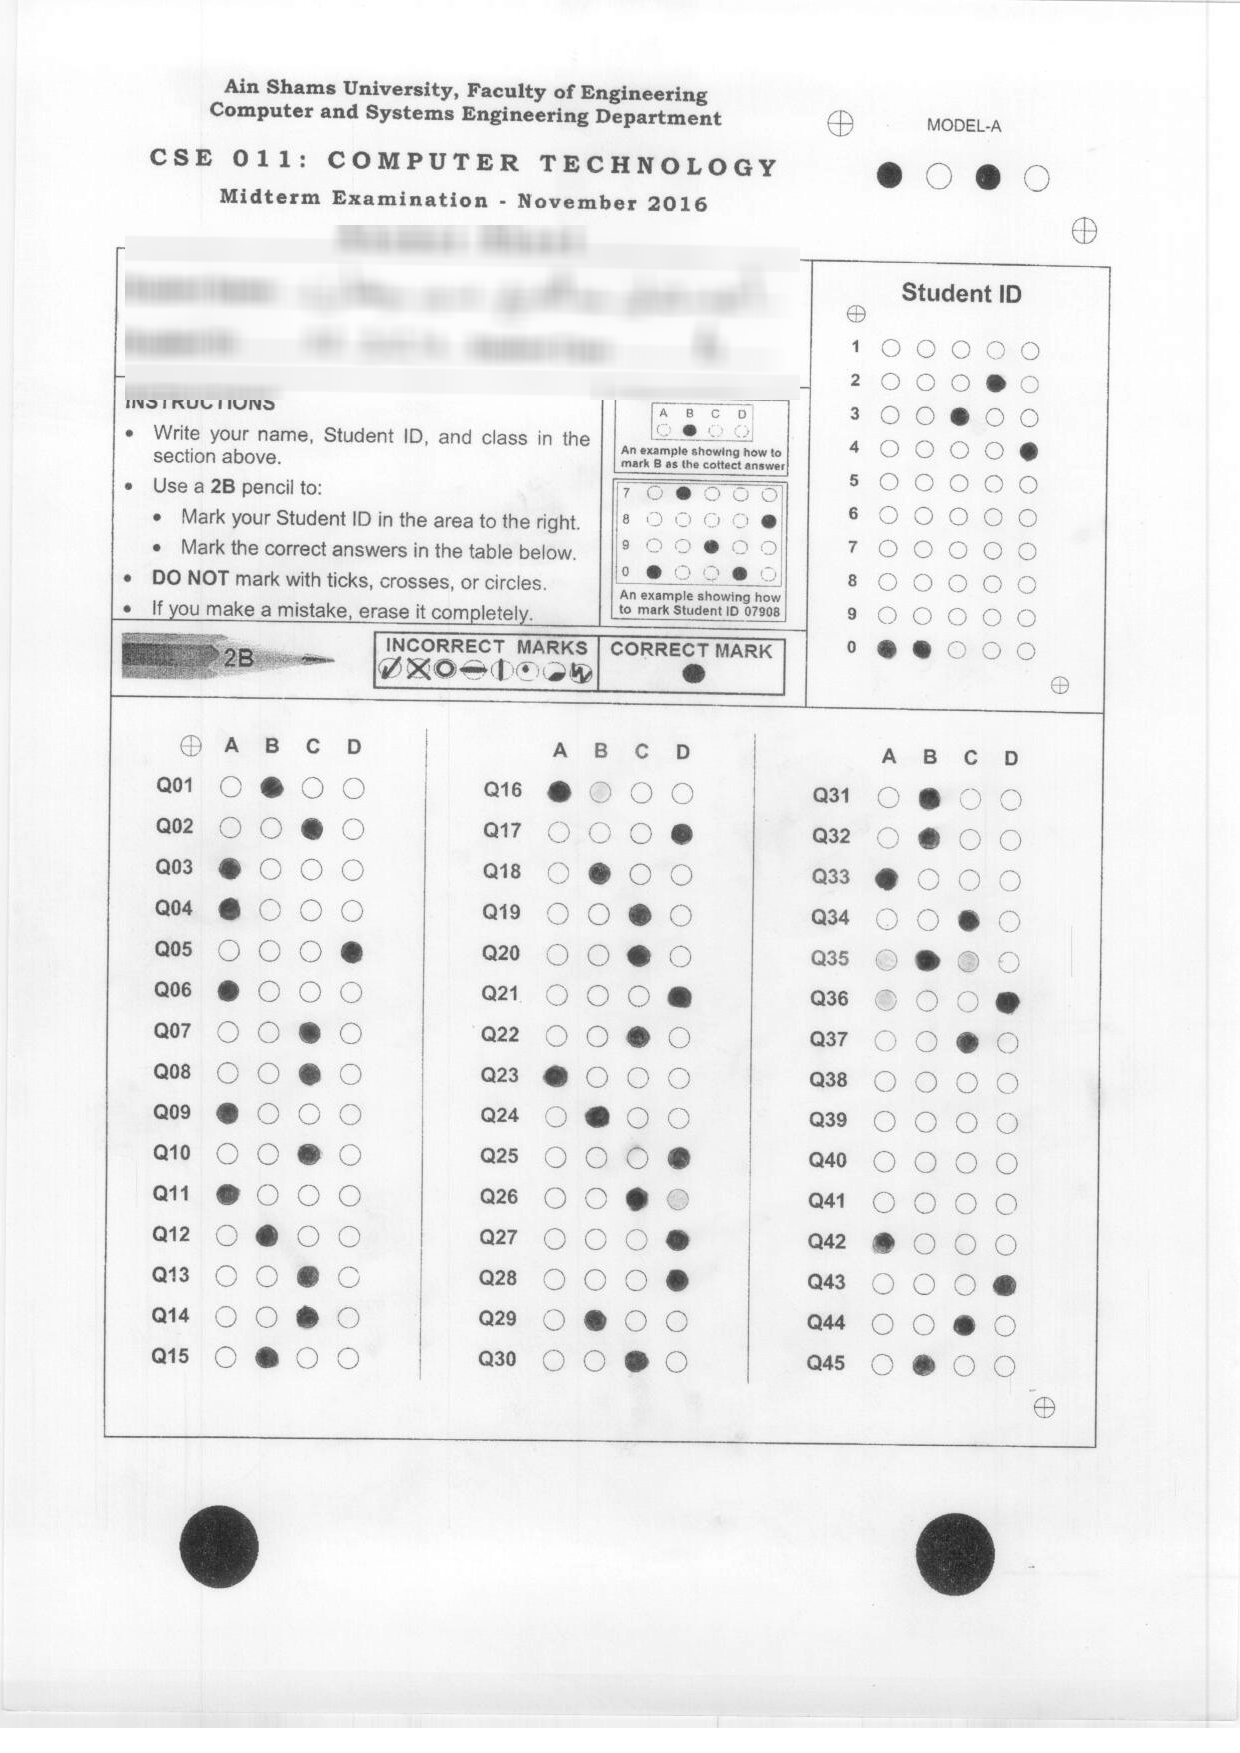 Ain Shams University, Faculty of Engineering
Computer and Systems Engineering Department
CSE 011: COMPUTER TECHNOLOGY
Midterm Examination - November 2016
MODEL-A
Student ID
1
2
3
4
5
6
7
8
9
0
INSTRUCTIONS
• Write your name, Student ID, and class in the
section above.
• Use a 2B pencil to:
• Mark your Student ID in the area to the right.
• Mark the correct answers in the table below.
• DO NOT mark with ticks, crosses, or circles.
• If you make a mistake, erase it completely.
A B C D
An example showing how to
mark B as the cottect answer
7
8
9
0
An example showing how
to mark Student ID 07908
2B
INCORRECT MARKS
CORRECT MARK
A B C D
Q01
Q02
Q03
Q04
Q05
Q06
Q07
Q08
Q09
Q10
Q11
Q12
Q13
Q14
Q15
A B C D
Q16
Q17
Q18
Q19
Q20
Q21
Q22
Q23
Q24
Q25
Q26
Q27
Q28
Q29
Q30
A B C D
Q31
Q32
Q33
Q34
Q35
Q36
Q37
Q38
Q39
Q40
Q41
Q42
Q43
Q44
Q45